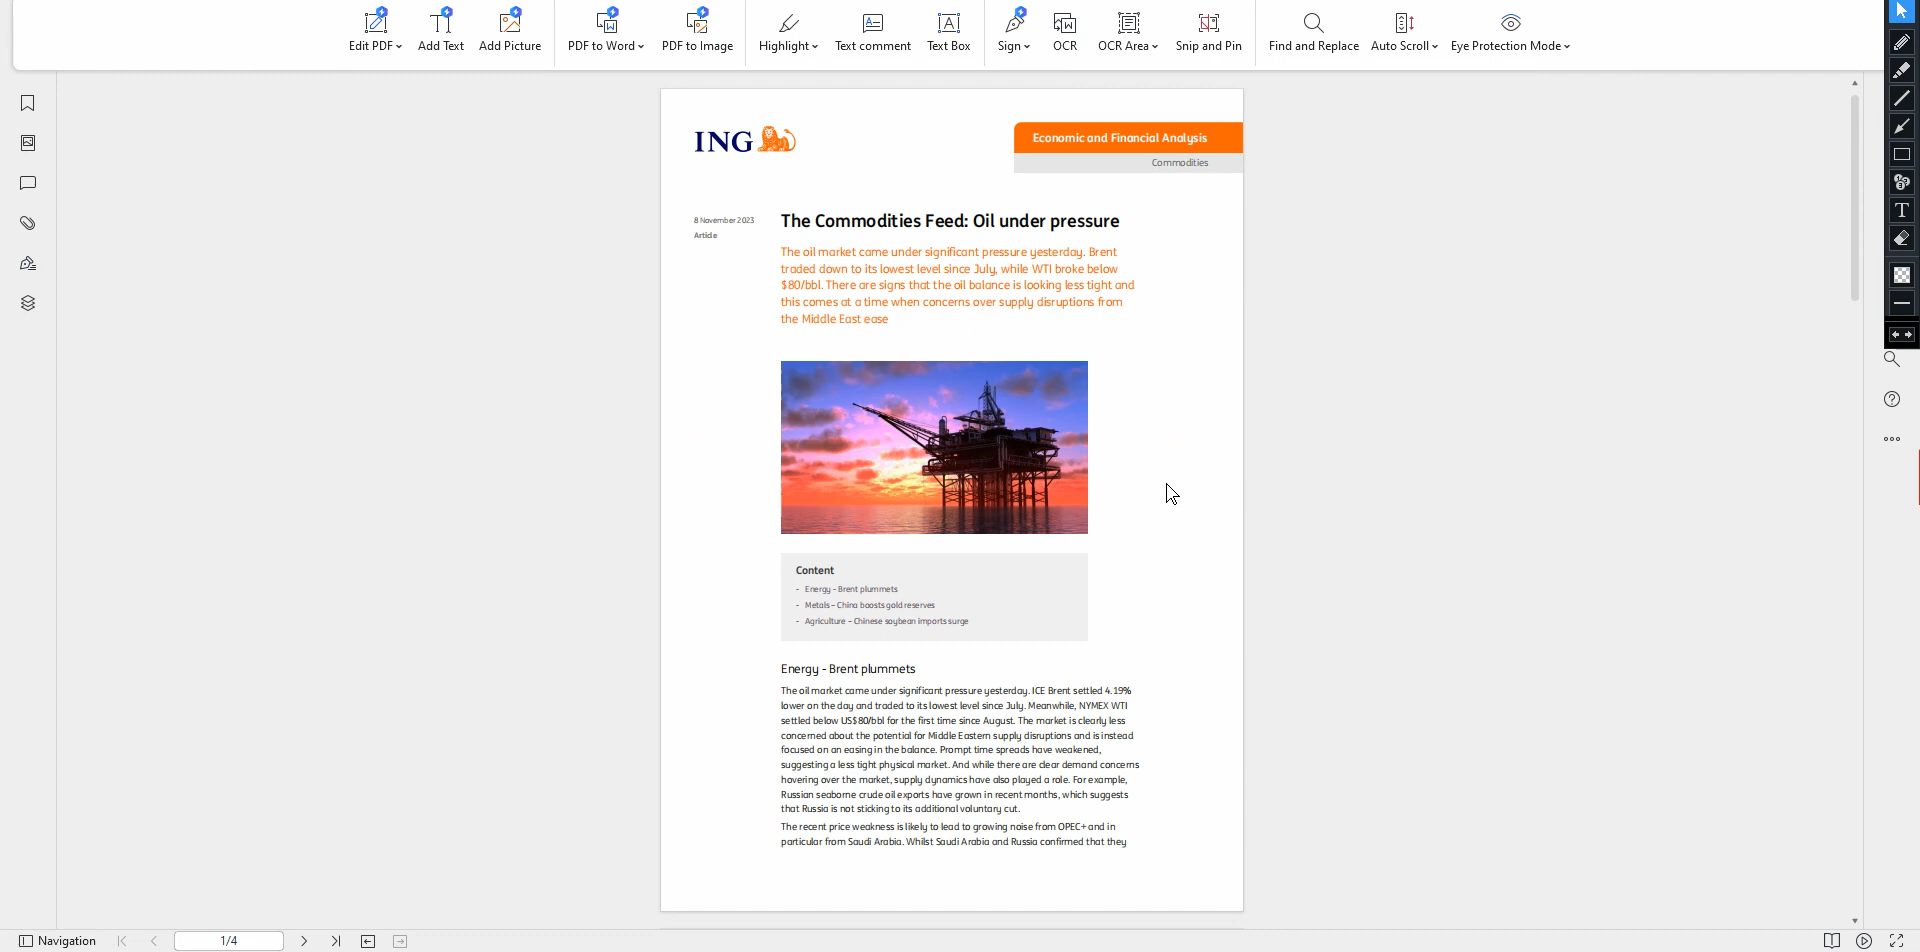 Edit PDF
Add Text
Add Picture
PDF to Word
PDF to Image
Highlight
Text comment
Text Box
Sign
OCR
OCR Area
Snip and Pin
Find and Replace
Auto Scroll
Eye Protection Mode
ING
Economic and Financial Analysis
Commodities
8 November 2023
Article
The Commodities Feed: Oil under pressure
The oil market came under significant pressure yesterday. Brent
traded down to its lowest level since July, while WTI broke below
$80/bbl. There are signs that the oil balance is looking less tight and
this comes at a time when concerns over supply disruptions from
the Middle East ease
Content
- Energy - Brent plummets
- Metals – China boosts gold reserves
- Agriculture – Chinese soybean imports surge
Energy - Brent plummets
The oil market came under significant pressure yesterday. ICE Brent settled 4.19%
lower on the day and traded to its lowest level since July. Meanwhile, NYMEX WTI
settled below US$80/bbl for the first time since August. The market is clearly less
concerned about the potential for Middle Eastern supply disruptions and is instead
focused on an easing in the balance. Prompt time spreads have weakened,
suggesting a less tight physical market. And while there are clear demand concerns
hovering over the market, supply dynamics have also played a role. For example,
Russian seaborne crude oil exports have grown in recent months, which suggests
that Russia is not sticking to its additional voluntary cut.
The recent price weakness is likely to lead to growing noise from OPEC+ and in
particular from Saudi Arabia. Whilst Saudi Arabia and Russia confirmed that they
Navigation
1/4